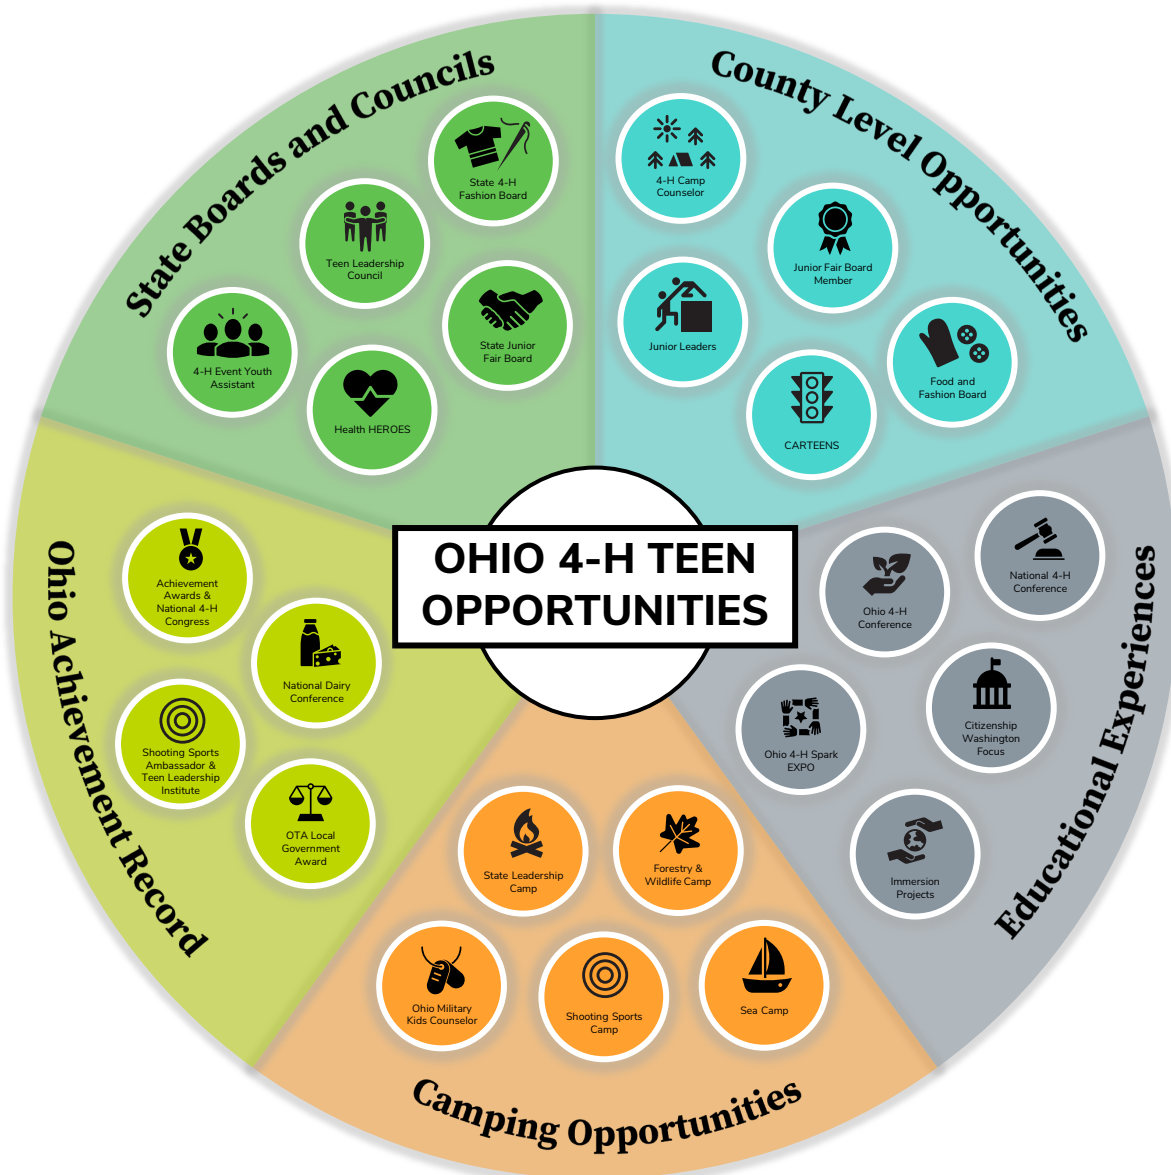 OHIO 4-H TEEN
OPPORTUNITIES
State Boards and Councils
State 4-H
Fashion Board
Teen Leadership
Council
State Junior
Fair Board
4-H Event Youth
Assistant
Health HEROES
County Level Opportunities
4-H Camp
Counselor
Junior Fair Board
Member
Junior Leaders
Food and
Fashion Board
CARTEENS
Educational Experiences
National 4-H
Conference
Ohio 4-H
Conference
Citizenship
Washington
Focus
Ohio 4-H Spark
EXPO
Immersion
Projects
Camping Opportunities
State Leadership
Camp
Forestry &
Wildlife Camp
Ohio Military
Kids Counselor
Shooting Sports
Camp
Sea Camp
Ohio Achievement Record
Achievement
Awards &
National 4-H
Congress
National Dairy
Conference
Shooting Sports
Ambassador &
Teen Leadership
Institute
OTA Local
Government
Award